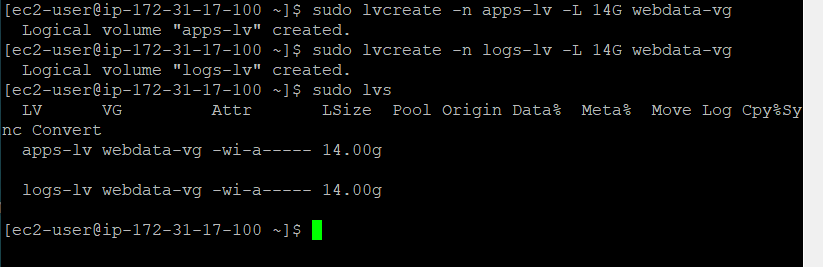 [ec2-user@ip-172-31-17-100 ~]$ sudo lvcreate -n apps-lv -L 14G webdata-vg
  Logical volume "apps-lv" created.
[ec2-user@ip-172-31-17-100 ~]$ sudo lvcreate -n logs-lv -L 14G webdata-vg
  Logical volume "logs-lv" created.
[ec2-user@ip-172-31-17-100 ~]$ sudo lvs
  LV      VG         Attr       LSize  Pool Origin Data%  Meta%  Move Log Cpy%Sy
nc Convert
  apps-lv webdata-vg -wi-a----- 14.00g
  logs-lv webdata-vg -wi-a----- 14.00g
[ec2-user@ip-172-31-17-100 ~]$